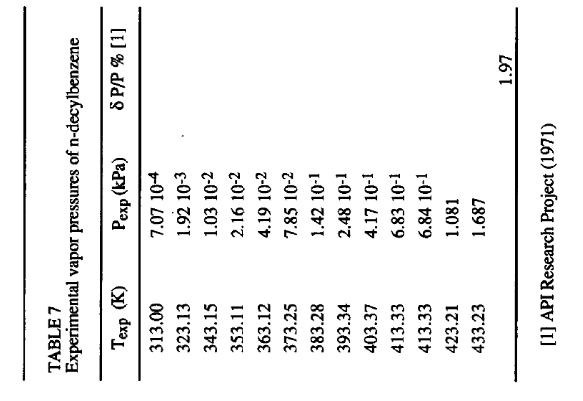 TABLE 7
Experimental vapor pressures of n-decylbenzene
T_exp (K) P_exp (kPa) δ P/P % [1]
313.00 7.07 10⁻⁴
323.13 1.92 10⁻³
343.15 1.03 10⁻²
353.11 2.16 10⁻²
363.12 4.19 10⁻²
373.25 7.85 10⁻²
383.28 1.42 10⁻¹
393.34 2.48 10⁻¹
403.37 4.17 10⁻¹
413.33 6.83 10⁻¹
413.33 6.84 10⁻¹
423.21 1.081
433.23 1.687
1.97
[1] API Research Project (1971)